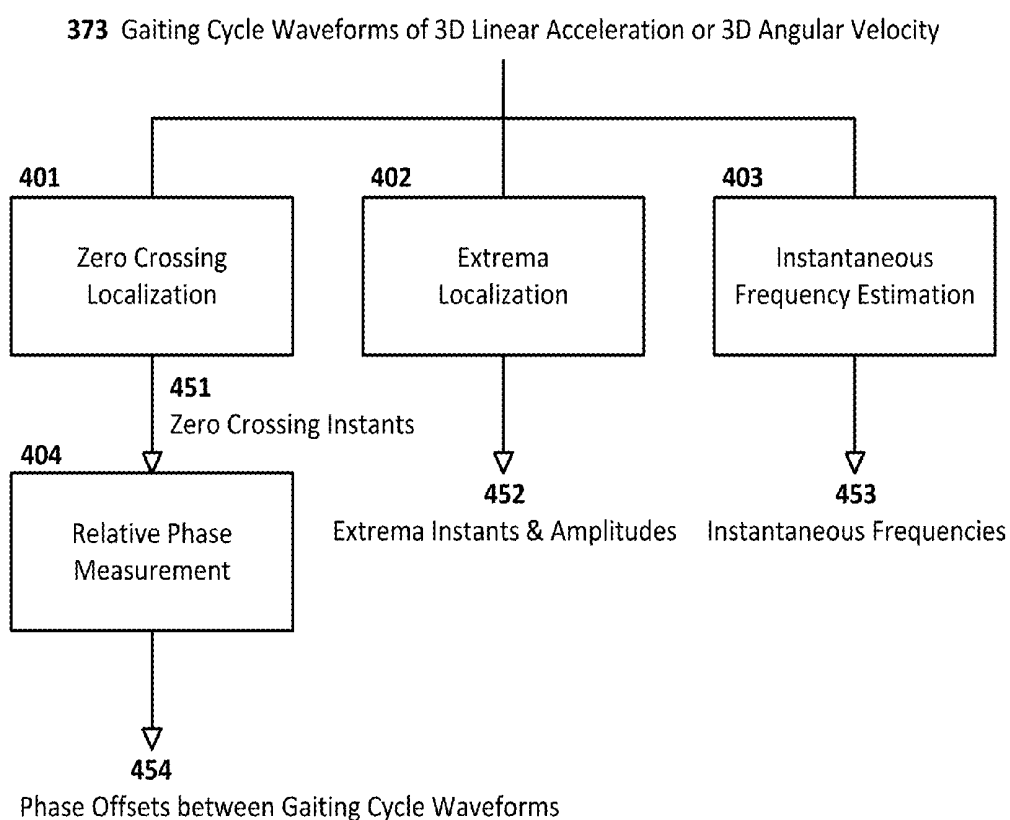 373 Gaiting Cycle Waveforms of 3D Linear Acceleration or 3D Angular Velocity
401
Zero Crossing
Localization
402
Extrema
Localization
403
Instantaneous
Frequency Estimation
451
Zero Crossing Instants
404
Relative Phase
Measurement
452
Extrema Instants & Amplitudes
453
Instantaneous Frequencies
454
Phase Offsets between Gaiting Cycle Waveforms